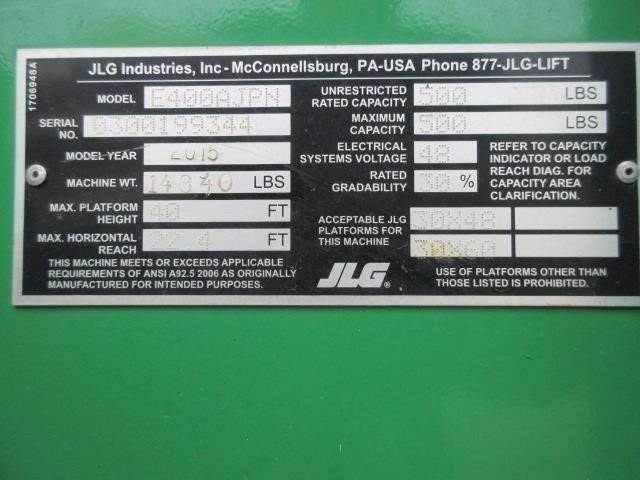 JLG Industries, Inc - McConnellsburg, PA-USA Phone 877-JLG-LIFT
MODEL E400AJPN
SERIAL NO. 0300199344
MODEL YEAR 2015
MACHINE WT. 14840 LBS
MAX. PLATFORM HEIGHT 40 FT
MAX. HORIZONTAL REACH 22.4 FT
THIS MACHINE MEETS OR EXCEEDS APPLICABLE
REQUIREMENTS OF ANSI A92.5 2006 AS ORIGINALLY
MANUFACTURED FOR INTENDED PURPOSES.
UNRESTRICTED RATED CAPACITY 500 LBS
MAXIMUM CAPACITY 500 LBS
ELECTRICAL SYSTEMS VOLTAGE 48
RATED GRADABILITY 30 %
REFER TO CAPACITY
INDICATOR OR LOAD
REACH DIAG. FOR
CAPACITY AREA
CLARIFICATION.
ACCEPTABLE JLG
PLATFORMS FOR
THIS MACHINE
30X48
30X60
JLG®
USE OF PLATFORMS OTHER THAN
THOSE LISTED IS PROHIBITED.
1706948A